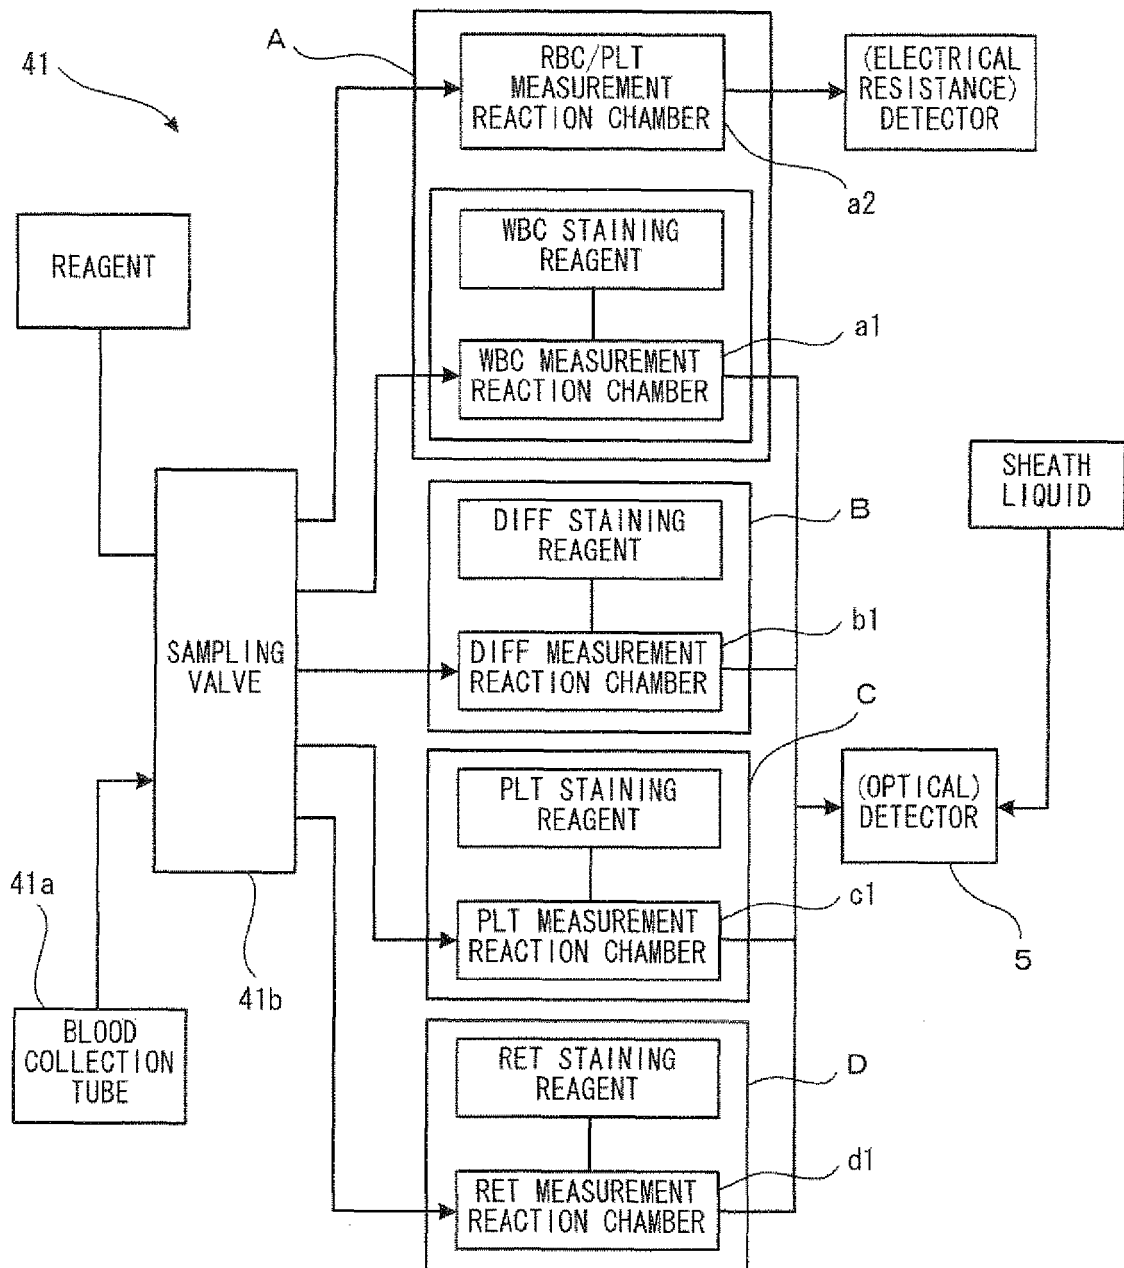 41
A
RBC/PLT
MEASUREMENT
REACTION CHAMBER
(ELECTRICAL
RESISTANCE)
DETECTOR
a2
REAGENT
WBC STAINING
REAGENT
a1
WBC MEASUREMENT
REACTION CHAMBER
SHEATH
LIQUID
B
DIFF STAINING
REAGENT
b1
DIFF MEASUREMENT
REACTION CHAMBER
SAMPLING
VALVE
C
PLT STAINING
REAGENT
(OPTICAL)
DETECTOR
c1
PLT MEASUREMENT
REACTION CHAMBER
5
41a
41b
BLOOD
COLLECTION
TUBE
D
RET STAINING
REAGENT
d1
RET MEASUREMENT
REACTION CHAMBER